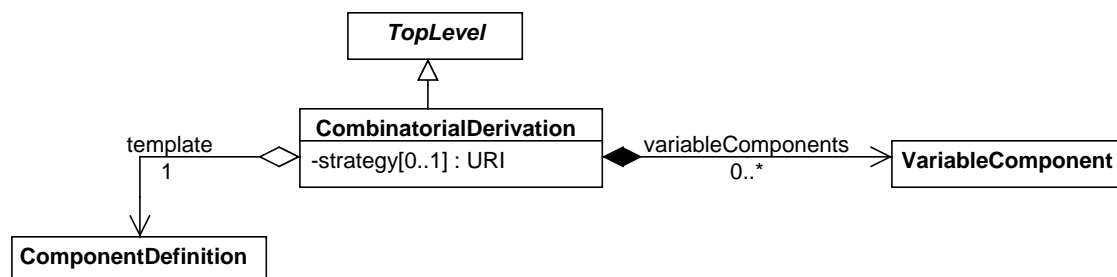 TopLevel
CombinatorialDerivation
-strategy[0..1] : URI
template
1
variableComponents
0..*
VariableComponent
ComponentDefinition